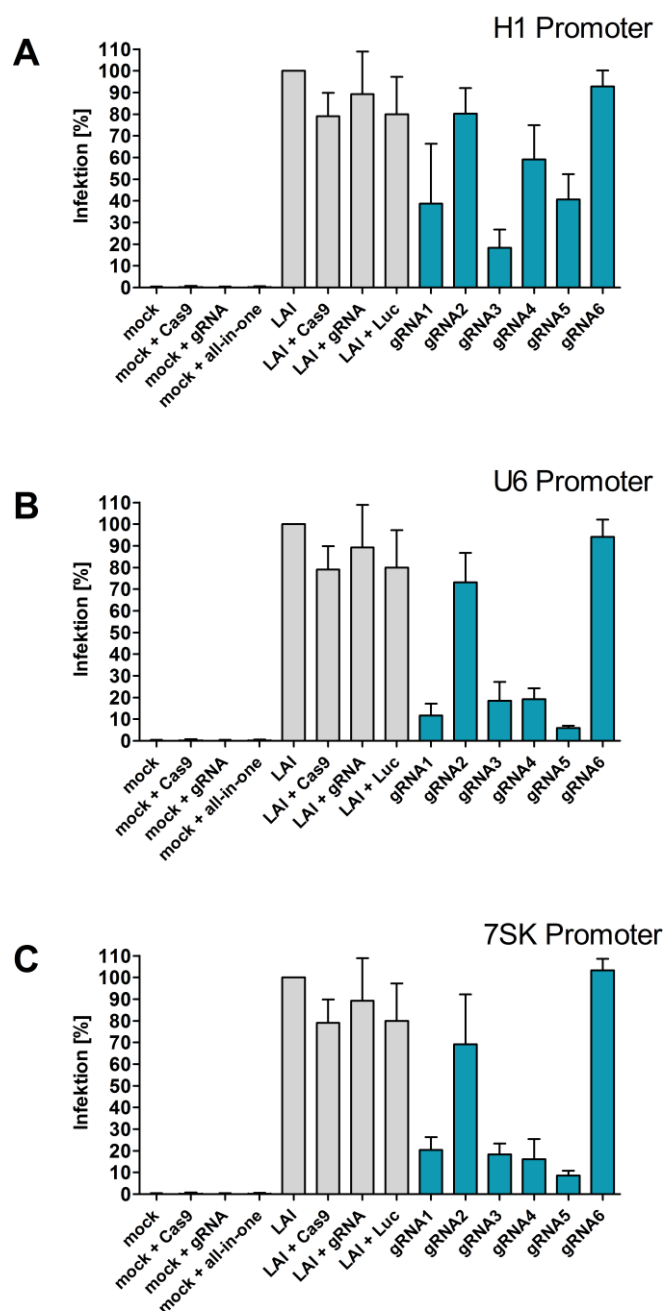 A
H1 Promoter
Infektion [%]
110
100
90
80
70
60
50
40
30
20
10
0
mock
mock + Cas9
mock + gRNA
mock + all-in-one
LAI
LAI + Cas9
LAI + gRNA
LAI + Luc
gRNA1
gRNA2
gRNA3
gRNA4
gRNA5
gRNA6
B
U6 Promoter
Infektion [%]
110
100
90
80
70
60
50
40
30
20
10
0
mock
mock + Cas9
mock + gRNA
mock + all-in-one
LAI
LAI + Cas9
LAI + gRNA
LAI + Luc
gRNA1
gRNA2
gRNA3
gRNA4
gRNA5
gRNA6
C
7SK Promoter
Infektion [%]
110
100
90
80
70
60
50
40
30
20
10
0
mock
mock + Cas9
mock + gRNA
mock + all-in-one
LAI
LAI + Cas9
LAI + gRNA
LAI + Luc
gRNA1
gRNA2
gRNA3
gRNA4
gRNA5
gRNA6